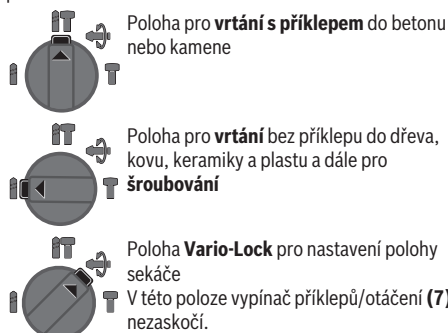 Poloha pro vrtání s příklepem do betonu
nebo kamene
Poloha pro vrtání bez příklepu do dřeva,
kovu, keramiky a plastu a dále pro
šroubování
Poloha Vario-Lock pro nastavení polohy
sekáče
V této poloze vypínač příklepů/otáčení (7)
nezaskočí.